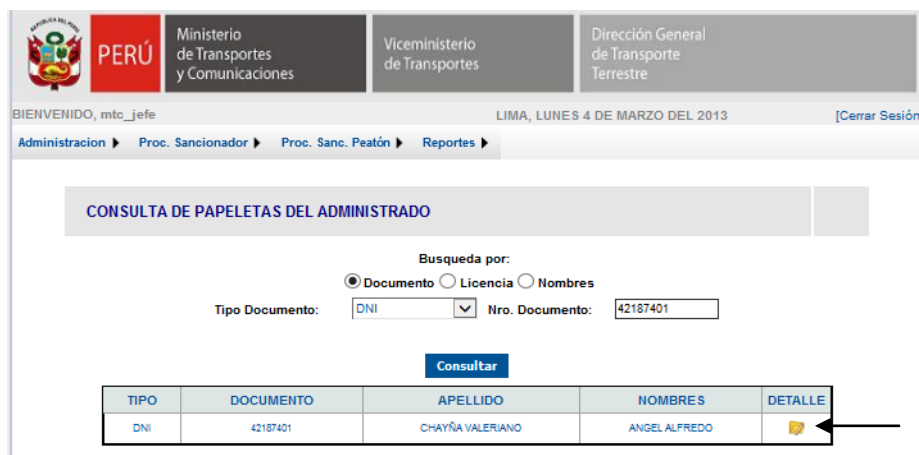 REPUBLICA DEL PERU
PERÚ
Ministerio
de Transportes
y Comunicaciones
Viceministerio
de Transportes
Dirección General
de Transporte
Terrestre
BIENVENIDO, mtc_jefe LIMA, LUNES 4 DE MARZO DEL 2013 [Cerrar Sesión
Administracion Proc. Sancionador Proc. Sanc. Peatón Reportes
CONSULTA DE PAPELETAS DEL ADMINISTRADO
Busqueda por:
Documento Licencia Nombres
Tipo Documento: DNI Nro. Documento: 42187401
Consultar
TIPO DOCUMENTO APELLIDO NOMBRES DETALLE
DNI 42187401 CHAYÑA VALERIANO ANGEL ALFREDO